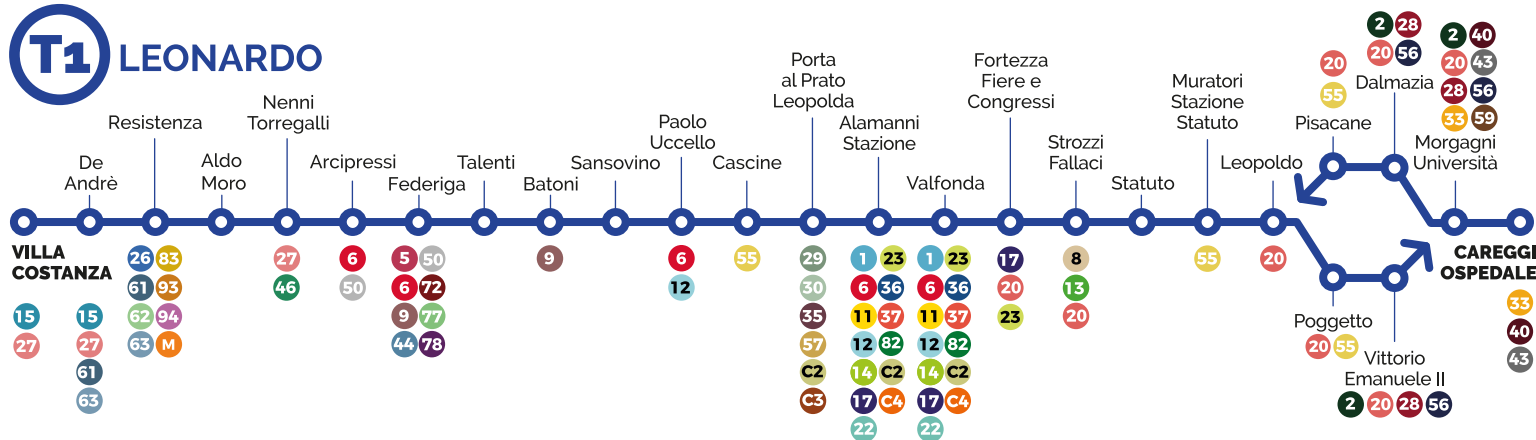 T1 LEONARDO
VILLA
COSTANZA
15
27
De
Andrè
15
27
61
63
Resistenza
26 83
61 93
62 94
63 M
Aldo
Moro
Nenni
Torregalli
27
46
Arcipressi
6
50
Federiga
5 50
6 72
9 77
44 78
Talenti
Batoni
9
Sansovino
Paolo
Uccello
6
12
Cascine
55
Porta
al Prato
Leopolda
29
30
35
57
C2
C3
Alamanni
Stazione
1 23
6 36
11 37
12 82
14 C2
17 C4
22
Valfonda
1 23
6 36
11 37
12 82
14 C2
17 C4
22
Fortezza
Fiere e
Congressi
17
20
23
Strozzi
Fallaci
8
13
20
Statuto
Muratori
Stazione
Statuto
55
Leopoldo
20
20
55
Pisacane
2 28
20 56
Dalmazia
Poggetto
20 55
Vittorio
Emanuele II
2 20 28 56
2 40
20 43
28 56
33 59
Morgagni
Università
CAREGGI
OSPEDALE
33
40
43